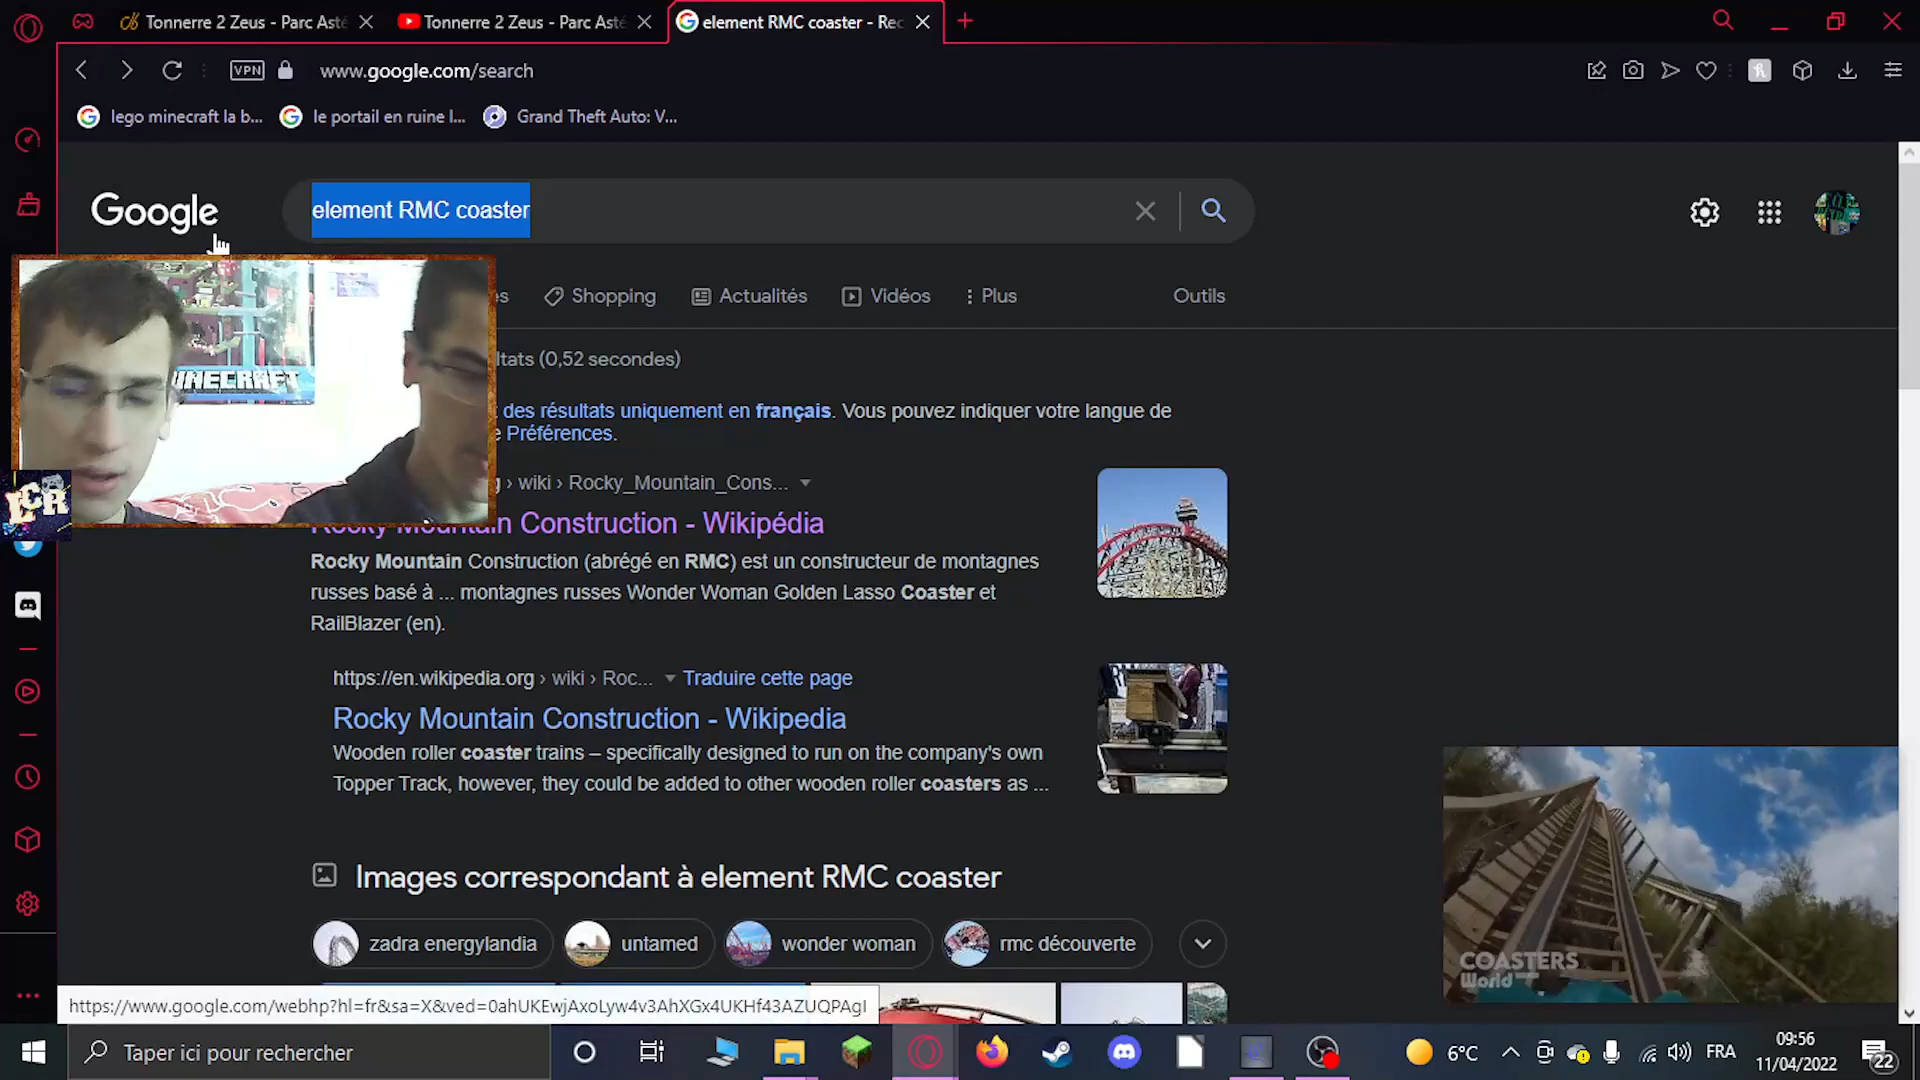 Tonnerre 2 Zeus - Parc Asté
Tonnerre 2 Zeus - Parc Asté
element RMC coaster - Rec
VPN
www.google.com/search
lego minecraft la b...
le portail en ruine l...
Grand Theft Auto: V...
Google
element RMC coaster
Shopping
Actualités
Vidéos
Plus
Outils
ltats (0,52 secondes)
des résultats uniquement en français. Vous pouvez indiquer votre langue de
Préférences.
› wiki › Rocky_Mountain_Cons...
Rocky Mountain Construction - Wikipédia
Rocky Mountain Construction (abrégé en RMC) est un constructeur de montagnes
russes basé à ... montagnes russes Wonder Woman Golden Lasso Coaster et
RailBlazer (en).
https://en.wikipedia.org › wiki › Roc... Traduire cette page
Rocky Mountain Construction - Wikipedia
Wooden roller coaster trains – specifically designed to run on the company's own
Topper Track, however, they could be added to other wooden roller coasters as ...
Images correspondant à element RMC coaster
zadra energylandia
untamed
wonder woman
rmc découverte
https://www.google.com/webhp?hl=fr&sa=X&ved=0ahUKEwjAxoLyw4v3AhXGx4UKHf43AZUQPAgI
MINECRAFT
LCR
COASTERS
World
Taper ici pour rechercher
6°C
FRA
09:56
11/04/2022
22